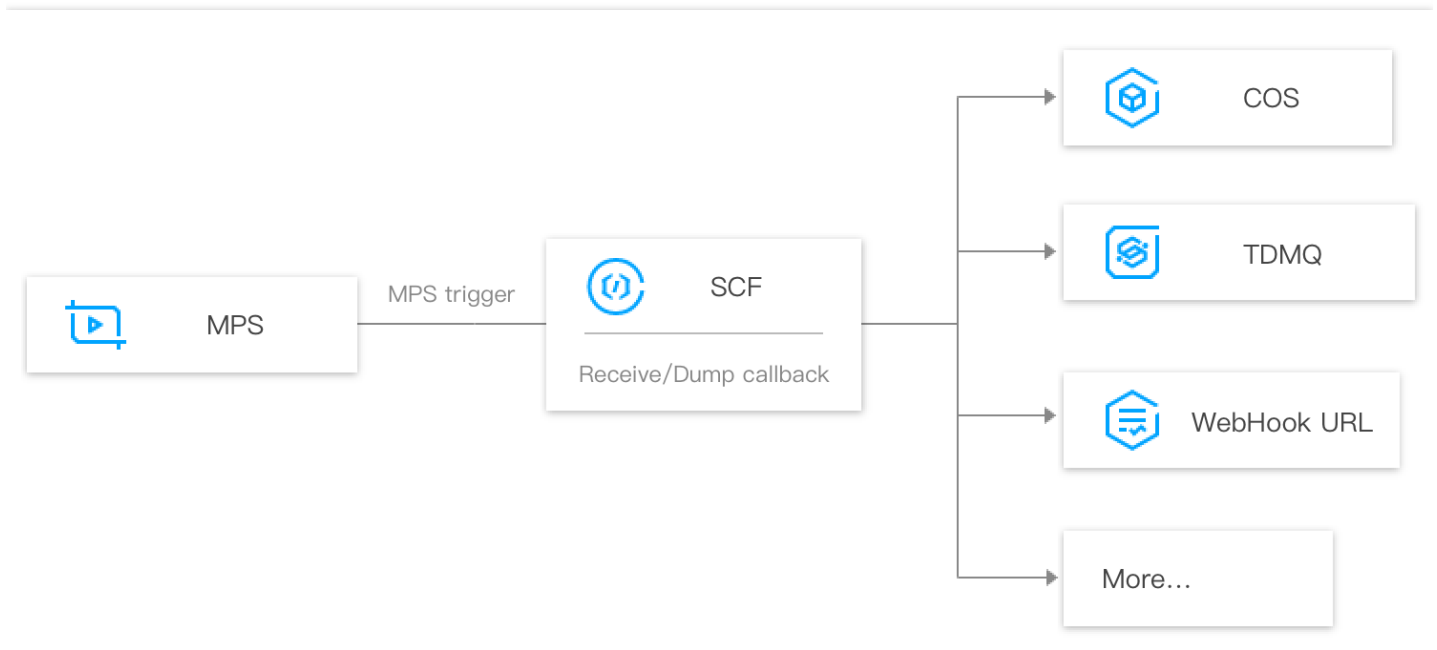 MPS
MPS trigger
SCF
Receive/Dump callback
COS
TDMQ
WebHook URL
More...